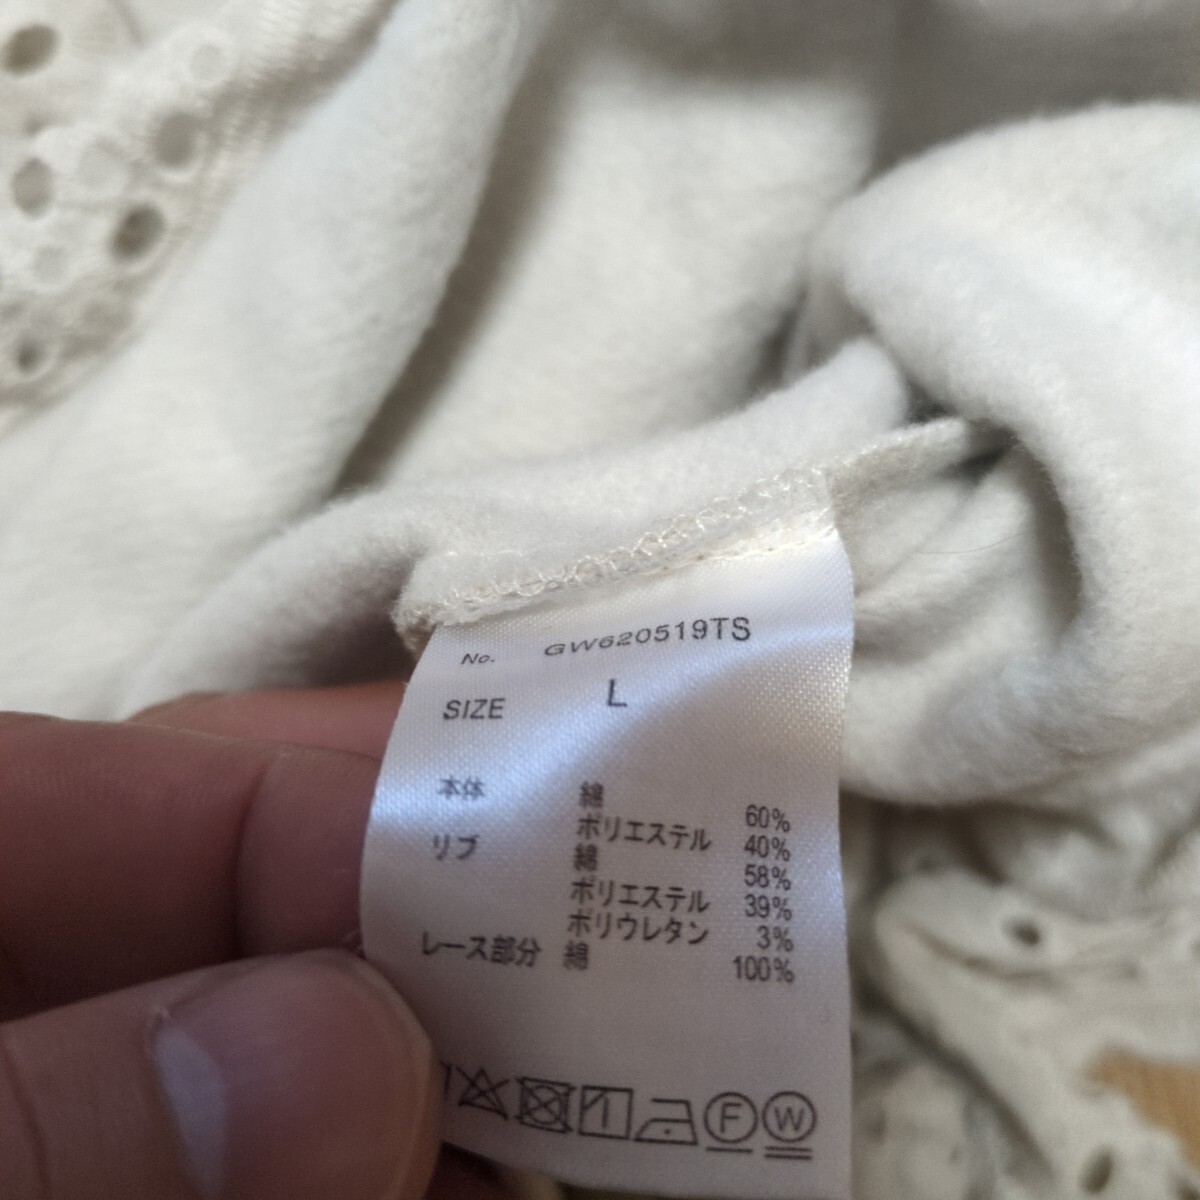 No. GW620519TS
SIZE L
本体 綿 60%
ポリエステル 40%
リブ 綿 58%
ポリエステル 39%
ポリウレタン 3%
レース部分 綿 100%
F W